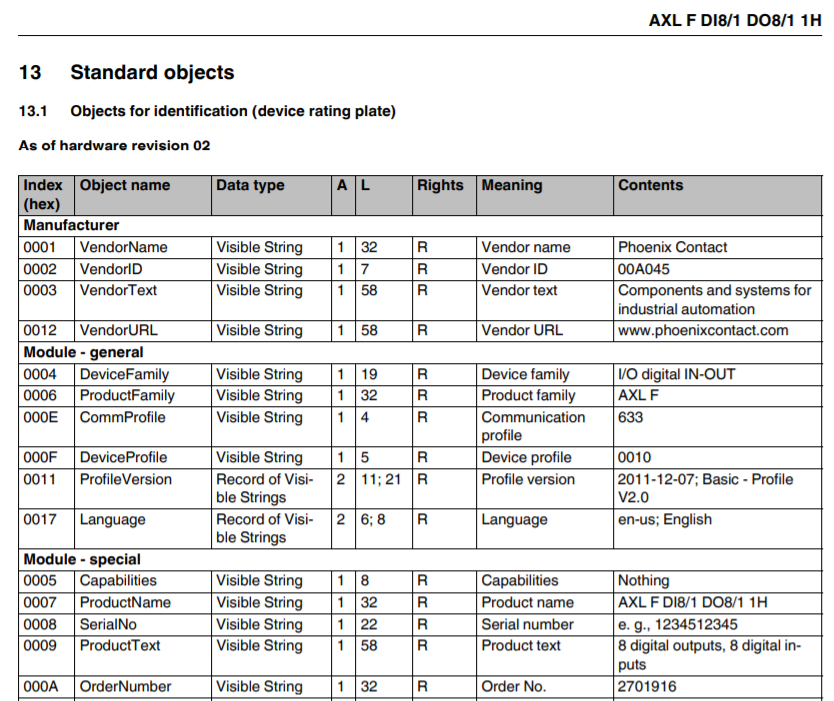 AXL F DI8/1 DO8/1 1H
13 Standard objects
13.1 Objects for identification (device rating plate)
As of hardware revision 02
Index (hex) Object name Data type A L Rights Meaning Contents
Manufacturer
0001 VendorName Visible String 1 32 R Vendor name Phoenix Contact
0002 VendorID Visible String 1 7 R Vendor ID 00A045
0003 VendorText Visible String 1 58 R Vendor text Components and systems for
industrial automation
0012 VendorURL Visible String 1 58 R Vendor URL www.phoenixcontact.com
Module - general
0004 DeviceFamily Visible String 1 19 R Device family I/O digital IN-OUT
0006 ProductFamily Visible String 1 32 R Product family AXL F
000E CommProfile Visible String 1 4 R Communication 633
profile
000F DeviceProfile Visible String 1 5 R Device profile 0010
0011 ProfileVersion Record of Visi- 2 11; 21 R Profile version 2011-12-07; Basic - Profile
ble Strings V2.0
0017 Language Record of Visi- 2 6; 8 R Language en-us; English
ble Strings
Module - special
0005 Capabilities Visible String 1 8 R Capabilities Nothing
0007 ProductName Visible String 1 32 R Product name AXL F DI8/1 DO8/1 1H
0008 SerialNo Visible String 1 22 R Serial number e. g., 1234512345
0009 ProductText Visible String 1 58 R Product text 8 digital outputs, 8 digital in-
puts
000A OrderNumber Visible String 1 32 R Order No. 2701916